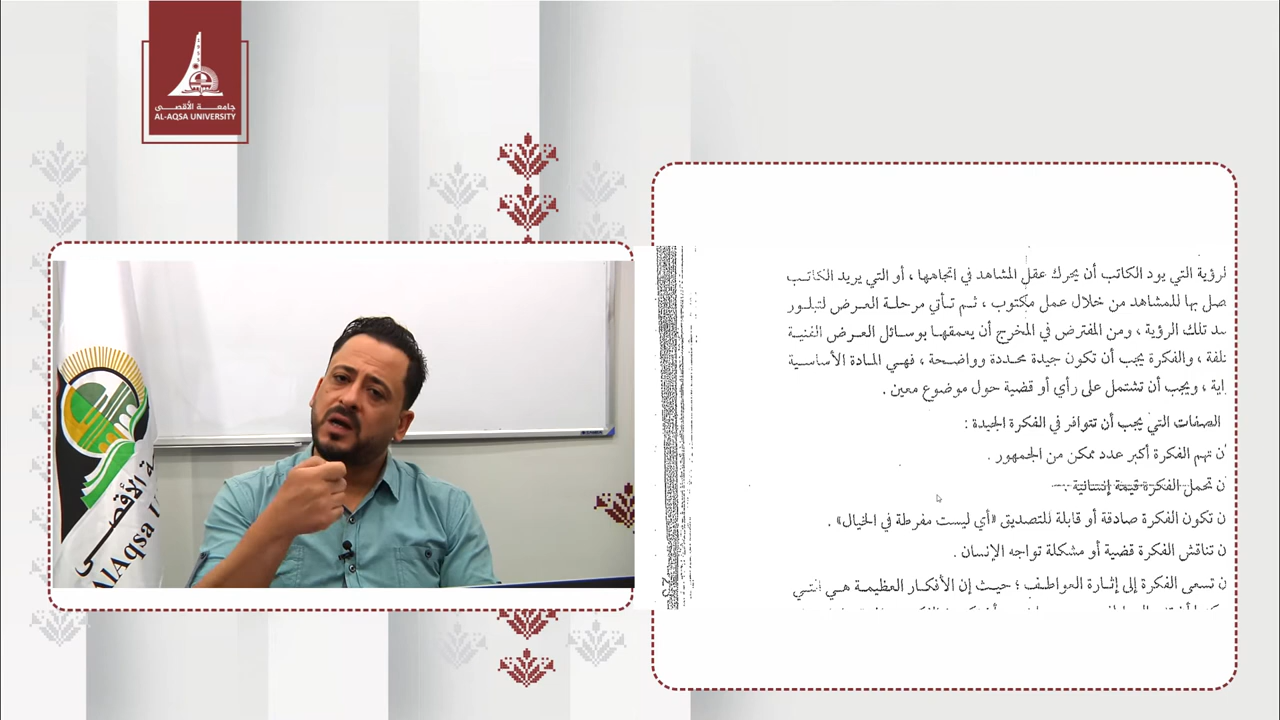 جامعة الأقصى
AL-AQSA UNIVERSITY
ة الأقصى
AlAqsa U
لرؤية التي يود الكاتب أن يحرك عقل المشاهد في اتجاهها ، أو التي يريد الكاتب
صل بها للمشاهد من خلال عمل مكتوب ، ثم تأتي مرحلة العرض لتبلور
سد تلك الرؤية ، ومن المفترض في المخرج أن يعمقها بوسائل العرض الفنية
تلفة ، والفكرة يجب أن تكون جيدة محددة وواضحة ، فهي المادة الأساسية
اية ، ويجب أن تشتمل على رأي أو قضية حول موضوع معين .
الصفات التي يجب أن تتوافر في الفكرة الجيدة :
ن تهم الفكرة أكبر عدد ممكن من الجمهور .
ن تحمل الفكرة قيمة إنسانية .
ن تكون الفكرة صادقة أو قابلة للتصديق «أي ليست مفرطة في الخيال» .
ن تناقش الفكرة قضية أو مشكلة تواجه الإنسان .
ن تسعى الفكرة إلى إثارة العواطف ؛ حيث إن الأفكار العظيمة هي التي